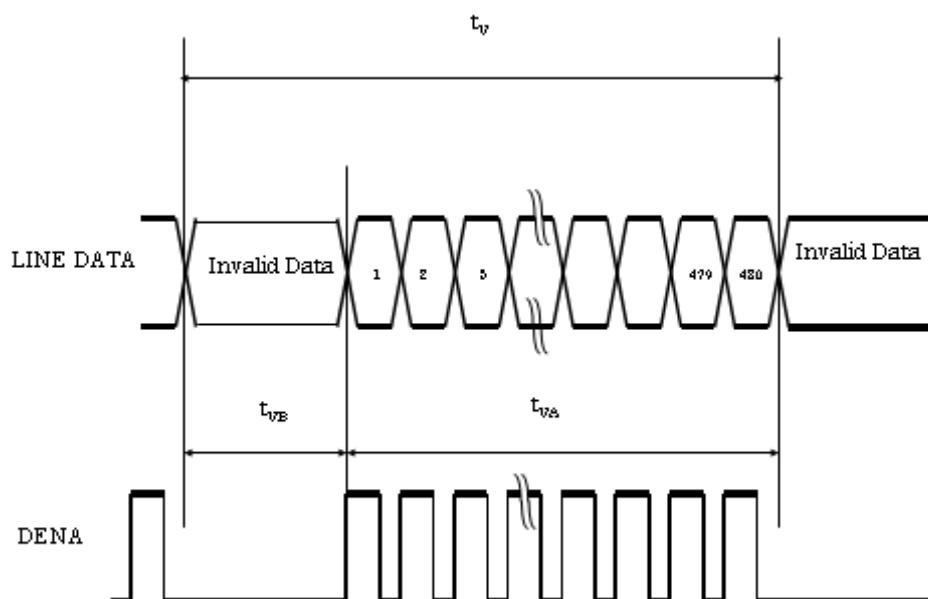 tV
LINE DATA
Invalid Data
1
2
3
479
480
Invalid Data
tVB
tVA
DENA